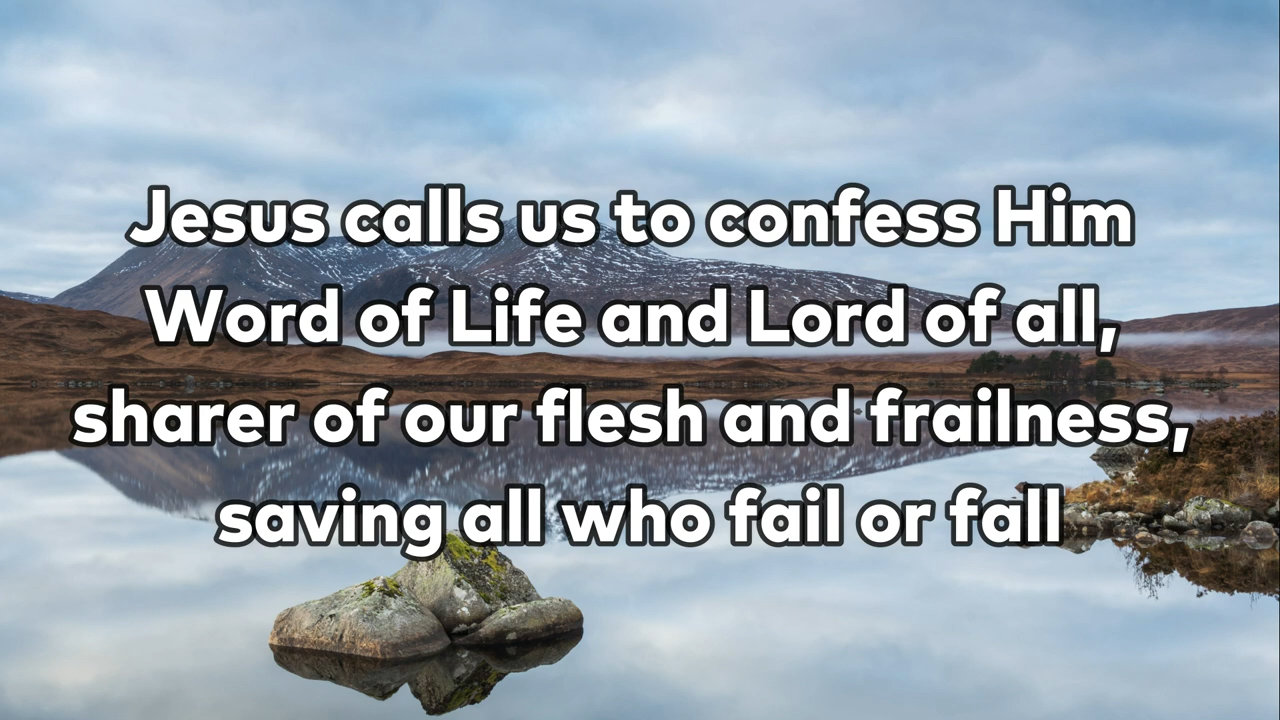 Jesus calls us to confess Him
Word of Life and Lord of all,
sharer of our flesh and frailness,
saving all who fail or fall